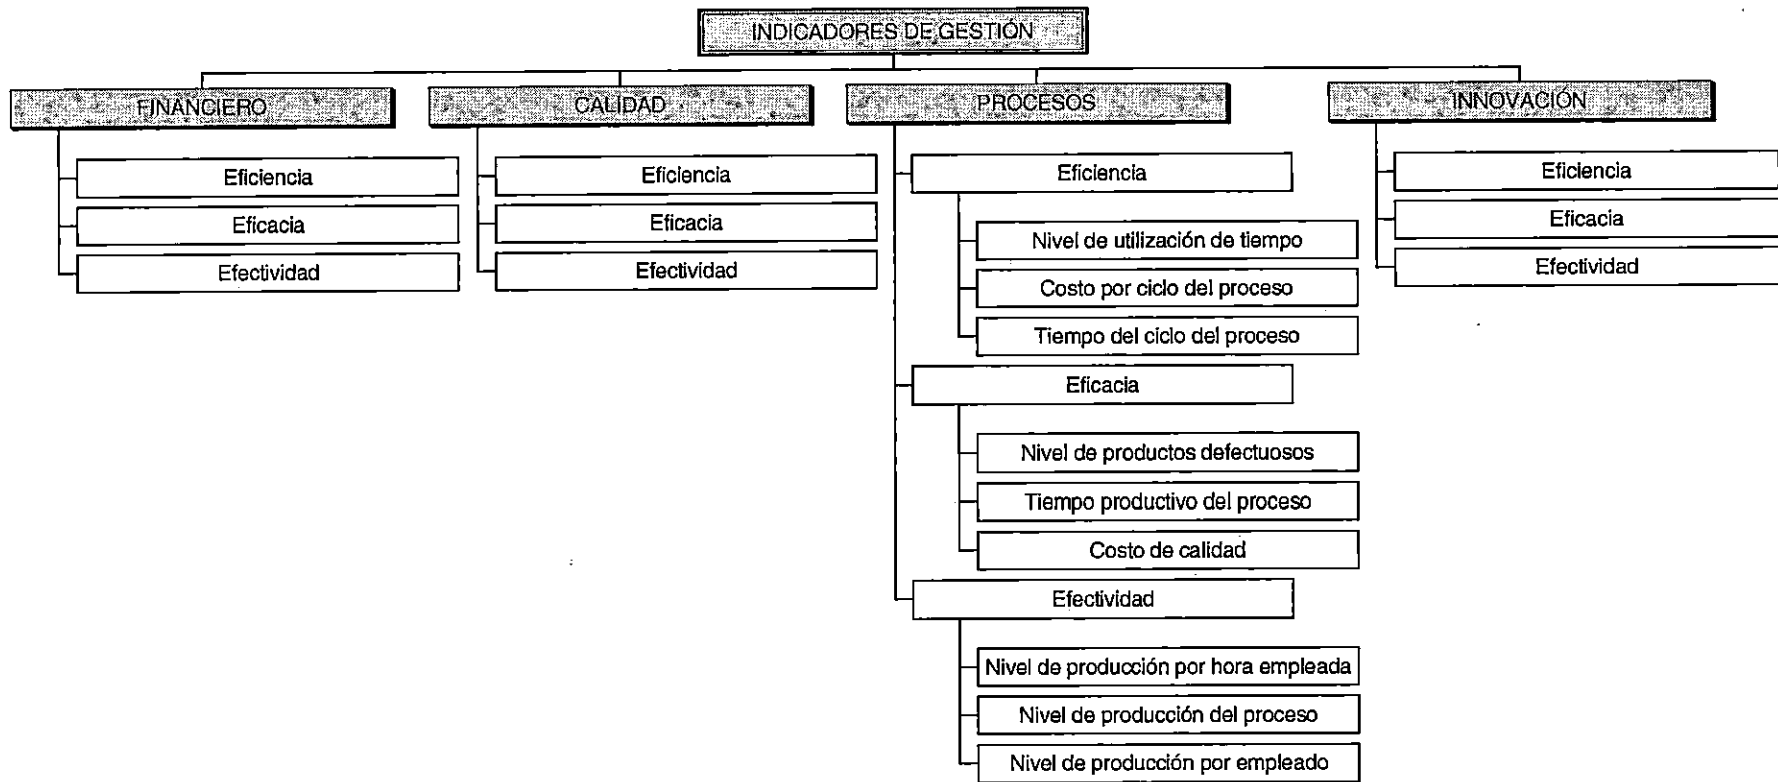 INDICADORES DE GESTIÓN
FINANCIERO
Eficiencia
Eficacia
Efectividad
CALIDAD
Eficiencia
Eficacia
Efectividad
PROCESOS
Eficiencia
Nivel de utilización de tiempo
Costo por ciclo del proceso
Tiempo del ciclo del proceso
Eficacia
Nivel de productos defectuosos
Tiempo productivo del proceso
Costo de calidad
Efectividad
Nivel de producción por hora empleada
Nivel de producción del proceso
Nivel de producción por empleado
INNOVACIÓN
Eficiencia
Eficacia
Efectividad